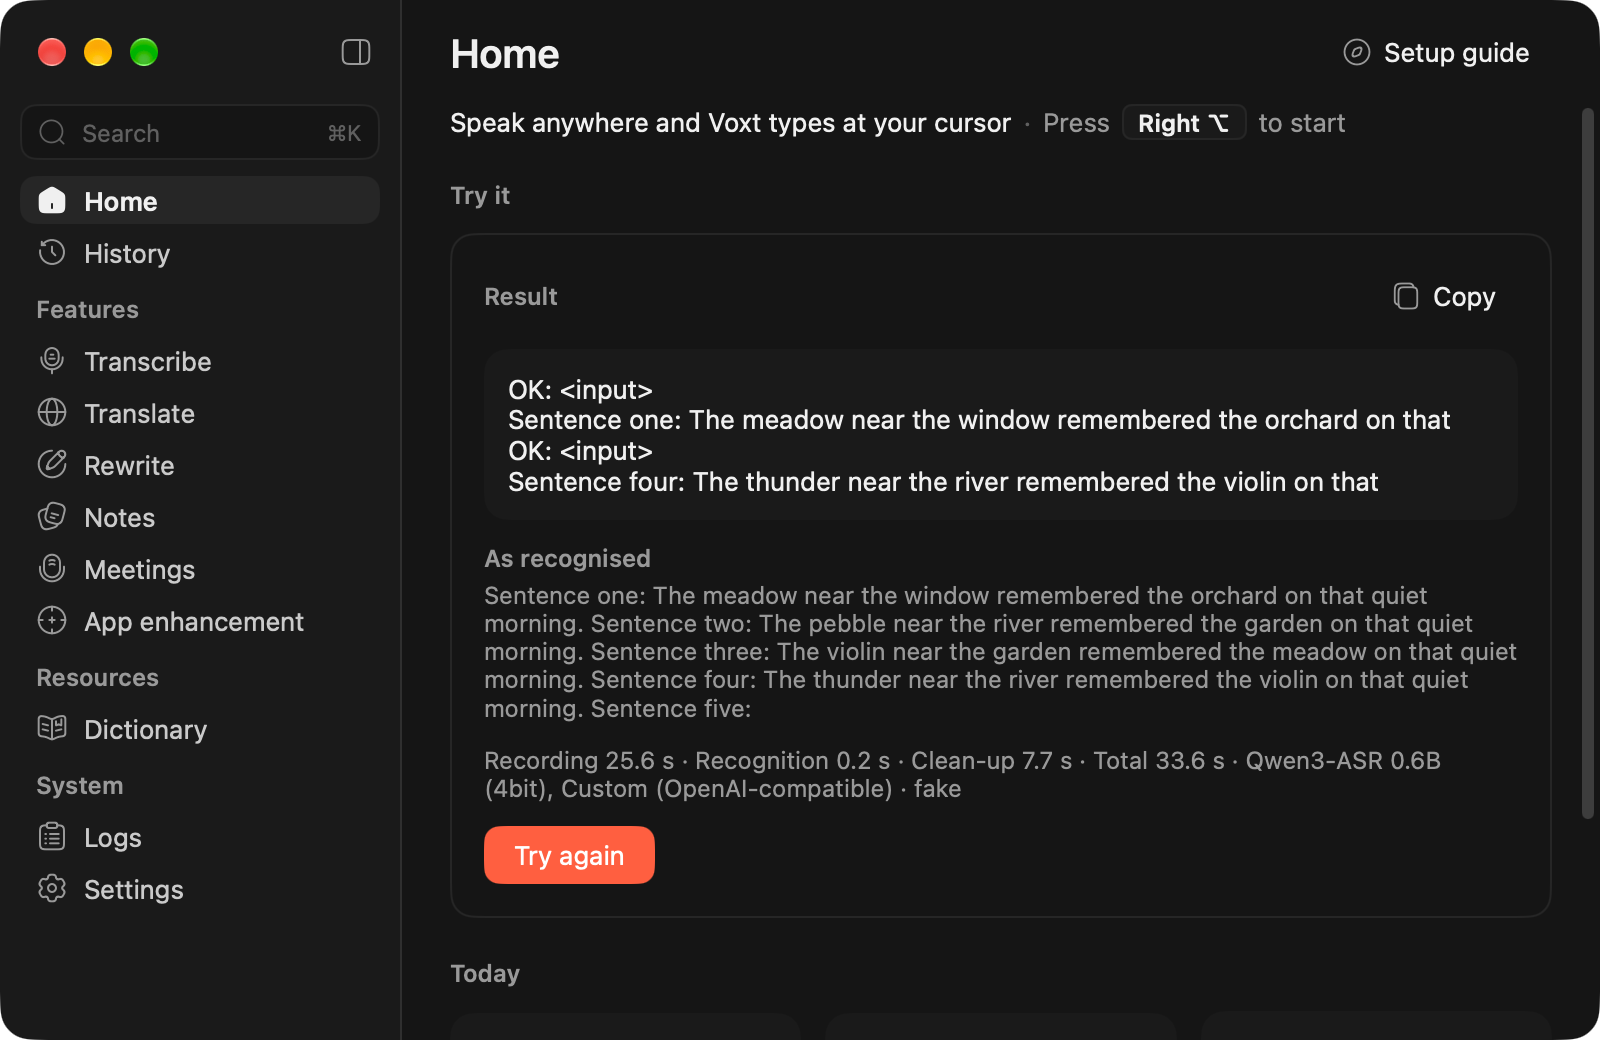 Search ⌘K
Home
History
Features
Transcribe
Translate
Rewrite
Notes
Meetings
App enhancement
Resources
Dictionary
System
Logs
Settings
Home
Setup guide
Speak anywhere and Voxt types at your cursor · Press Right ⌥ to start
Try it
Result
Copy
OK: <input>
Sentence one: The meadow near the window remembered the orchard on that
OK: <input>
Sentence four: The thunder near the river remembered the violin on that
As recognised
Sentence one: The meadow near the window remembered the orchard on that quiet
morning. Sentence two: The pebble near the river remembered the garden on that quiet
morning. Sentence three: The violin near the garden remembered the meadow on that quiet
morning. Sentence four: The thunder near the river remembered the violin on that quiet
morning. Sentence five:
Recording 25.6 s · Recognition 0.2 s · Clean-up 7.7 s · Total 33.6 s · Qwen3-ASR 0.6B
(4bit), Custom (OpenAI-compatible) · fake
Try again
Today